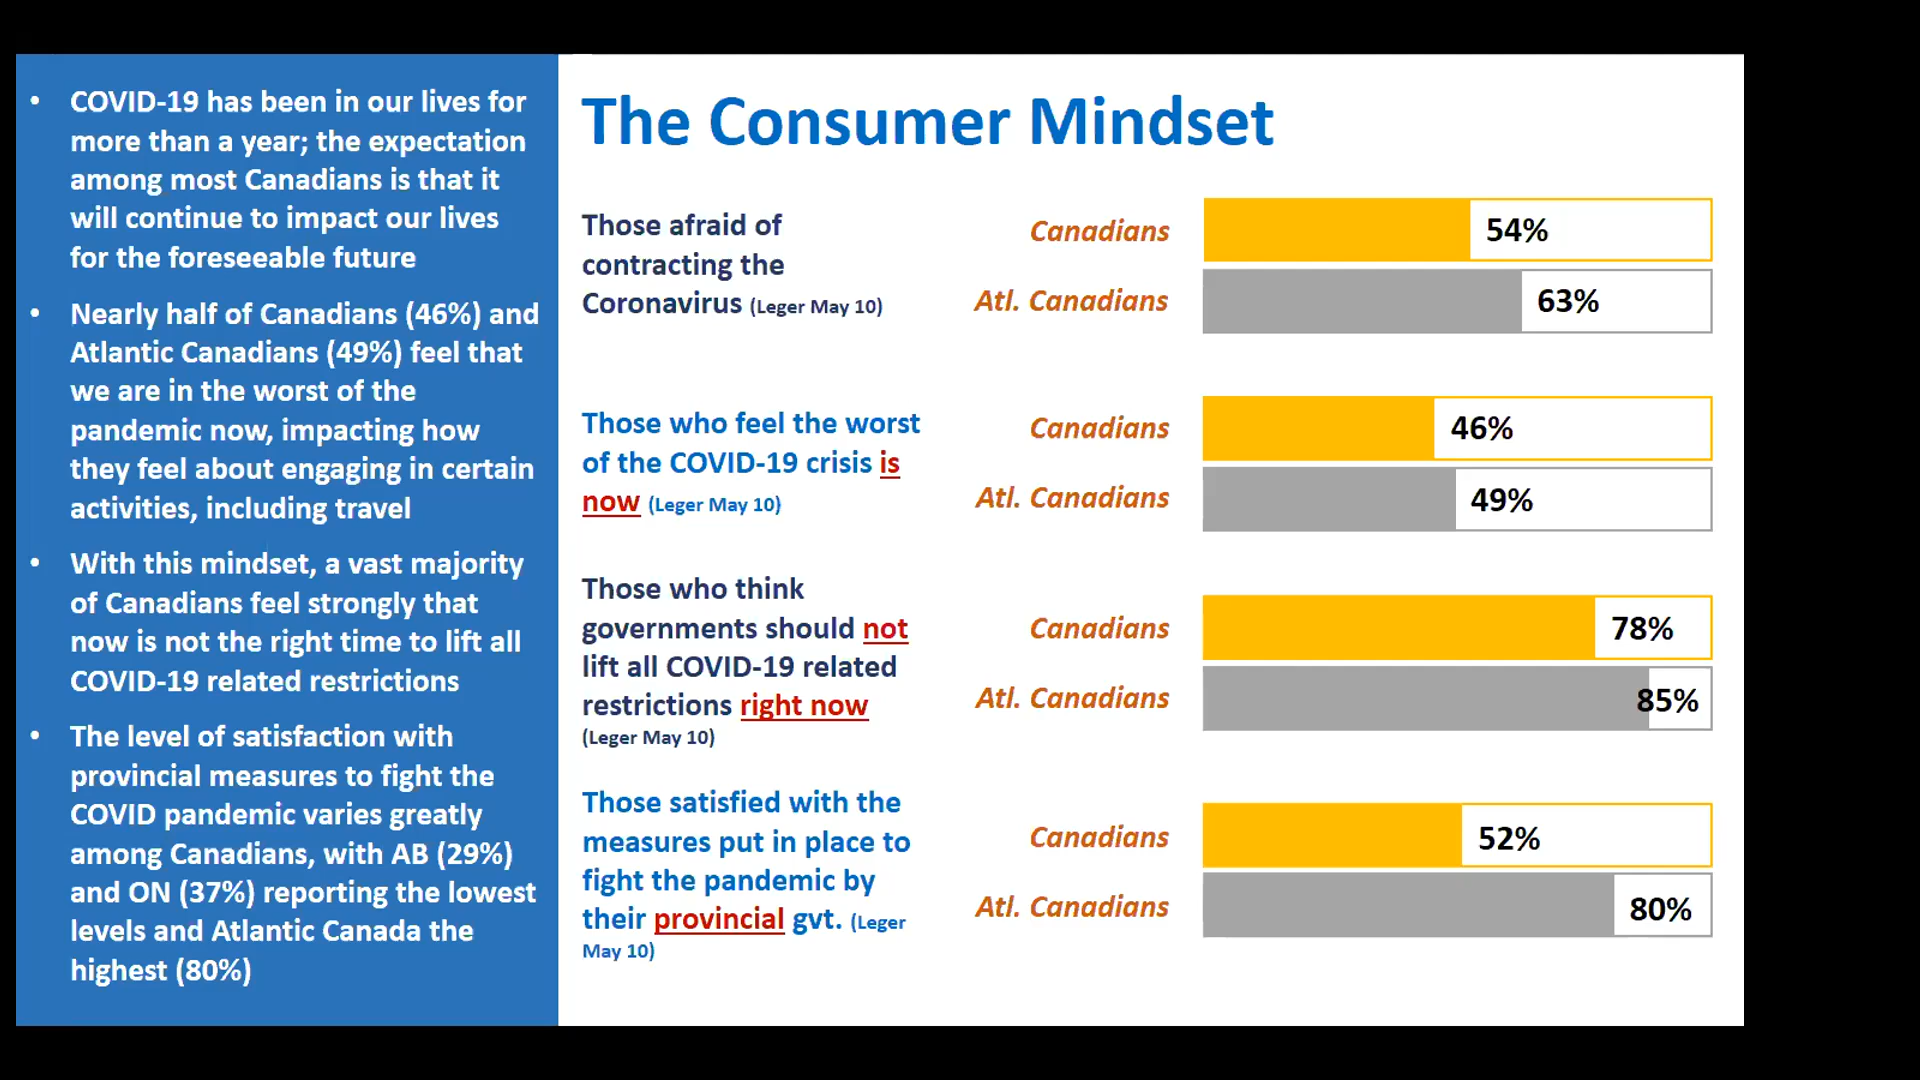 • COVID-19 has been in our lives for
more than a year; the expectation
among most Canadians is that it
will continue to impact our lives
for the foreseeable future
• Nearly half of Canadians (46%) and
Atlantic Canadians (49%) feel that
we are in the worst of the
pandemic now, impacting how
they feel about engaging in certain
activities, including travel
• With this mindset, a vast majority
of Canadians feel strongly that
now is not the right time to lift all
COVID-19 related restrictions
• The level of satisfaction with
provincial measures to fight the
COVID pandemic varies greatly
among Canadians, with AB (29%)
and ON (37%) reporting the lowest
levels and Atlantic Canada the
highest (80%)
The Consumer Mindset
Those afraid of
contracting the
Coronavirus (Leger May 10)
Canadians 54%
Atl. Canadians 63%
Those who feel the worst
of the COVID-19 crisis is
now (Leger May 10)
Canadians 46%
Atl. Canadians 49%
Those who think
governments should not
lift all COVID-19 related
restrictions right now
(Leger May 10)
Canadians 78%
Atl. Canadians 85%
Those satisfied with the
measures put in place to
fight the pandemic by
their provincial gvt. (Leger
May 10)
Canadians 52%
Atl. Canadians 80%